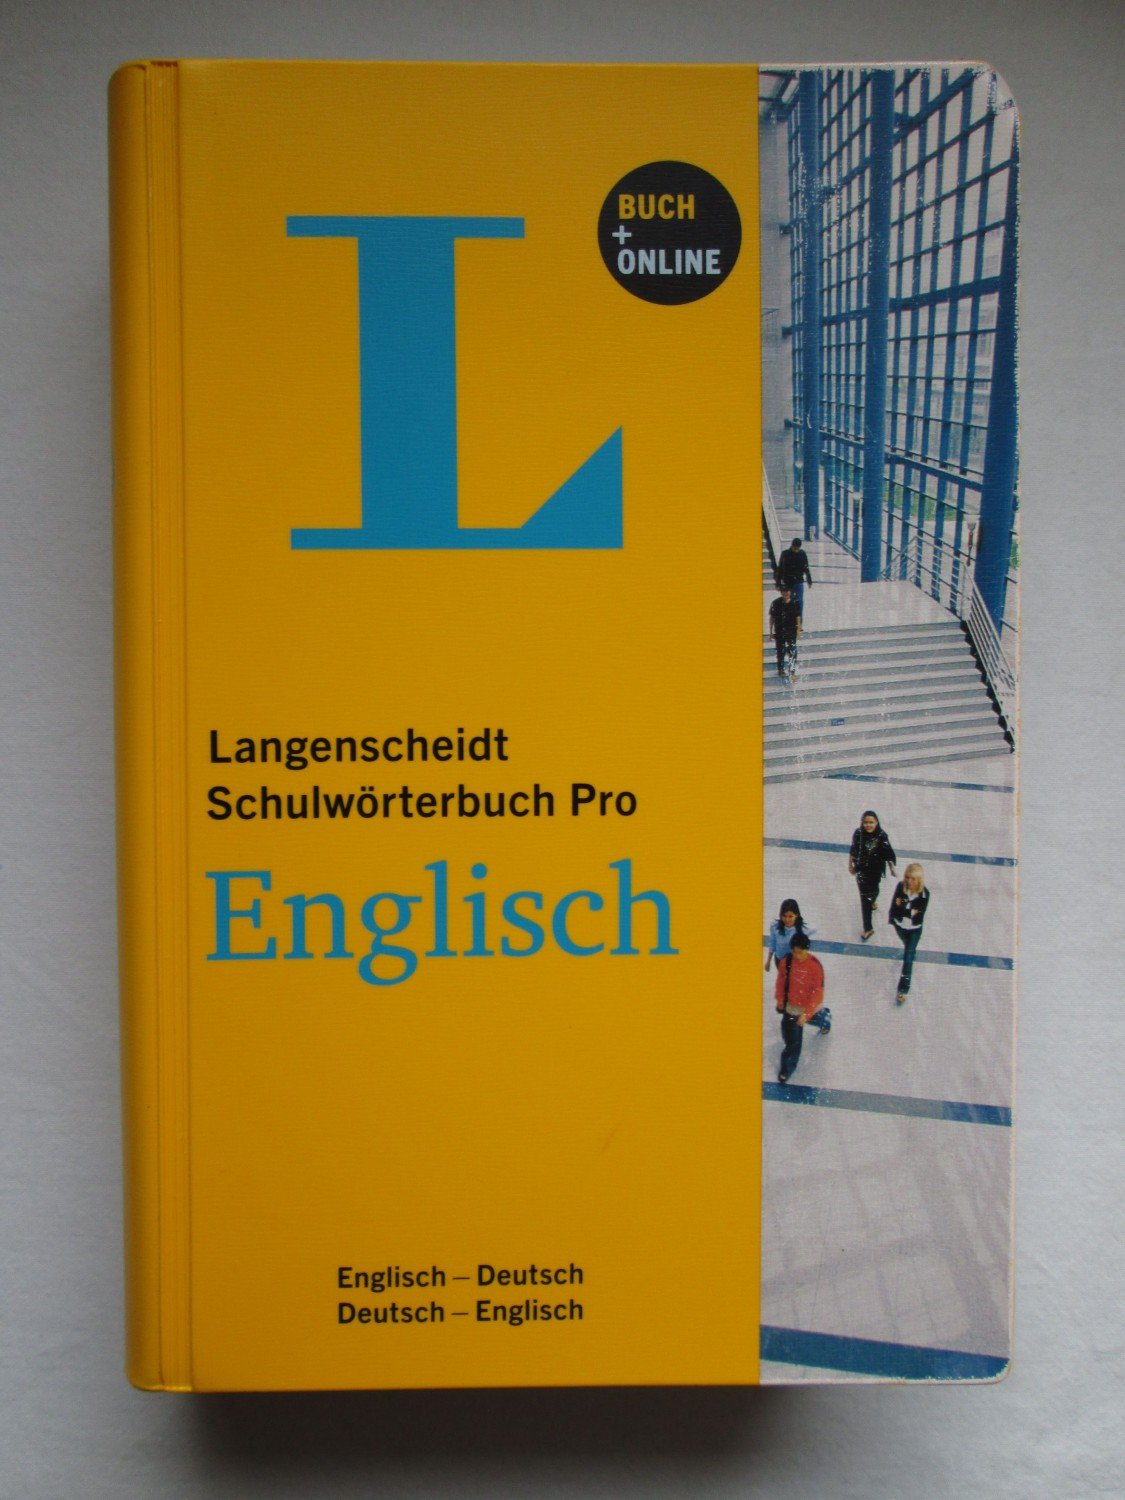 L
BUCH
+
ONLINE
Langenscheidt
Schulwörterbuch Pro
Englisch
Englisch – Deutsch
Deutsch – Englisch